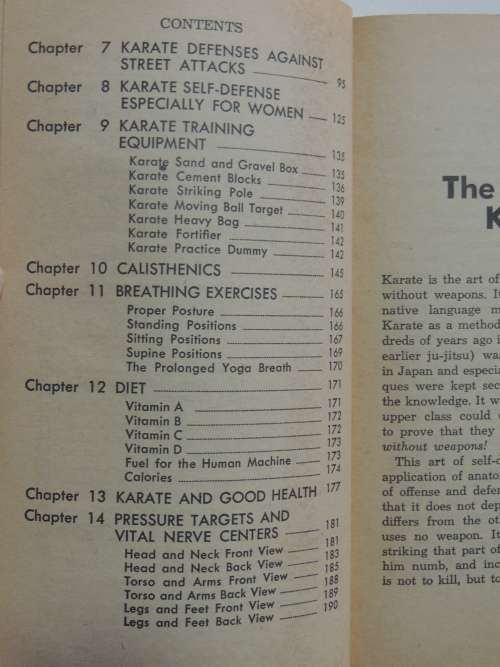 CONTENTS
Chapter 7 KARATE DEFENSES AGAINST
STREET ATTACKS 95
Chapter 8 KARATE SELF-DEFENSE
ESPECIALLY FOR WOMEN 125
Chapter 9 KARATE TRAINING
EQUIPMENT 135
Karate Sand and Gravel Box 135
Karate Cement Blocks 136
Karate Striking Pole 139
Karate Moving Ball Target 140
Karate Heavy Bag 141
Karate Fortifier 142
Karate Practice Dummy 142
Chapter 10 CALISTHENICS 145
Chapter 11 BREATHING EXERCISES 165
Proper Posture 166
Standing Positions 166
Sitting Positions 167
Supine Positions 169
The Prolonged Yoga Breath 170
Chapter 12 DIET 171
Vitamin A 171
Vitamin B 172
Vitamin C 172
Vitamin D 173
Fuel for the Human Machine 173
Calories 174
Chapter 13 KARATE AND GOOD HEALTH 177
Chapter 14 PRESSURE TARGETS AND
VITAL NERVE CENTERS 181
Head and Neck Front View 181
Head and Neck Back View 183
Torso and Arms Front View 185
Torso and Arms Back View 188
Legs and Feet Front View 189
Legs and Feet Back View 190
The
K
Karate is the art of
without weapons. It
native language m
Karate as a method
dreds of years ago i
earlier ju-jitsu) wa
in Japan and especia
ques were kept sec
the knowledge. It w
upper class could
to prove that they
without weapons!
This art of self-d
application of anato
of offense and defen
that it does not dep
differs from the ot
uses no weapon. It
striking that part of
him numb, and inc
is not to kill, but to